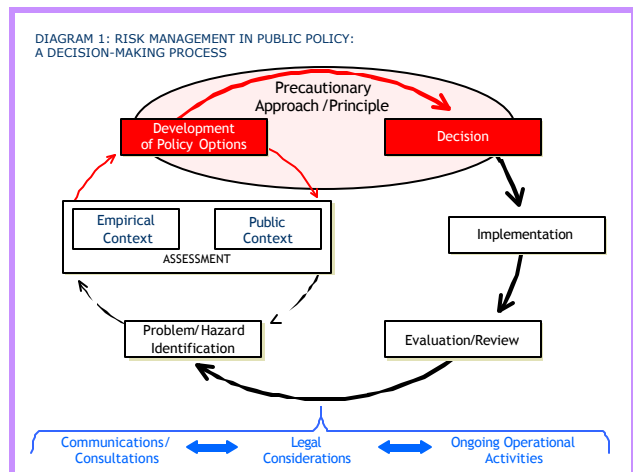 DIAGRAM 1: RISK MANAGEMENT IN PUBLIC POLICY:
A DECISION-MAKING PROCESS
Precautionary
Approach /Principle
Development
of Policy Options
Decision
Empirical
Context
Public
Context
ASSESSMENT
Implementation
Problem/Hazard
Identification
Evaluation/Review
Communications/
Consultations
Legal
Considerations
Ongoing Operational
Activities